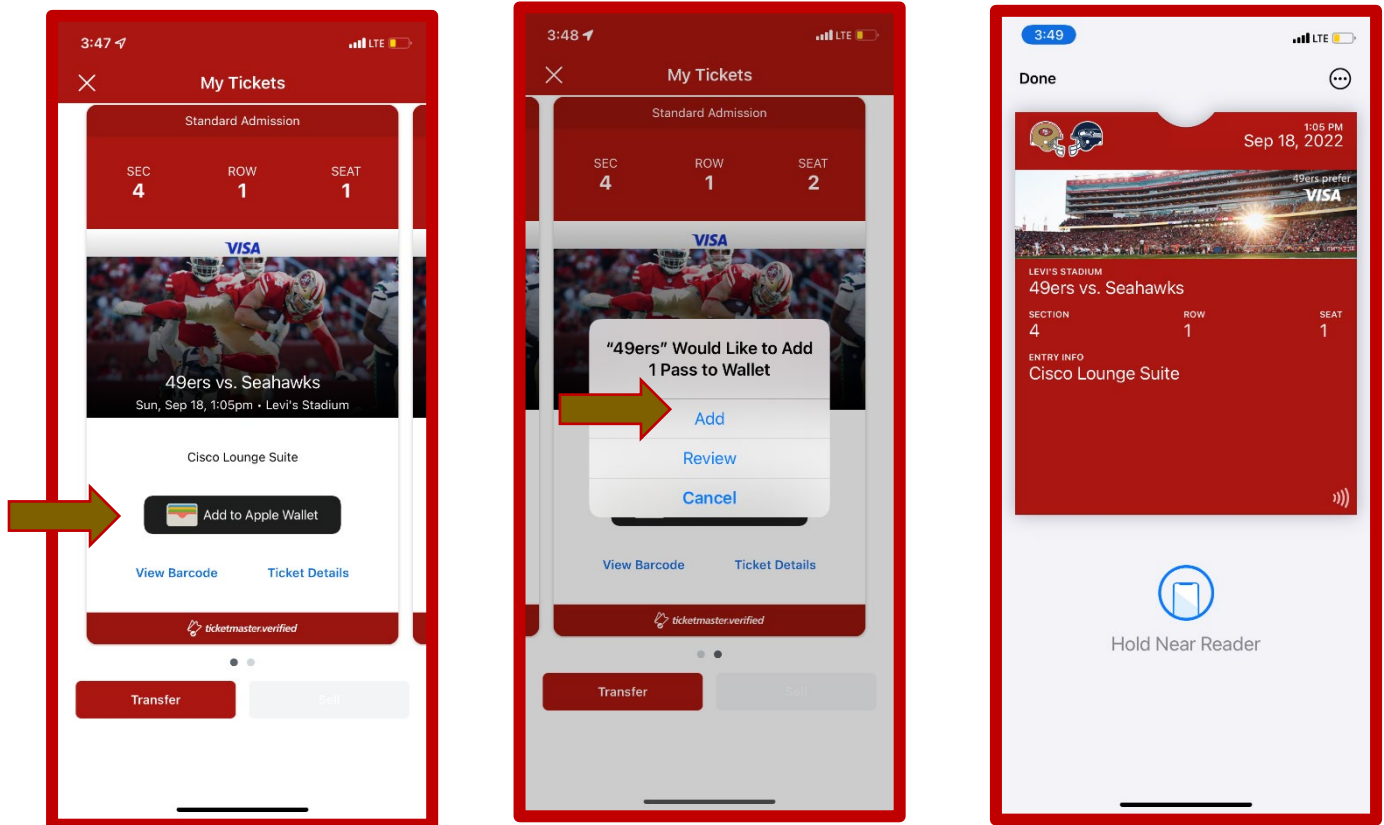 3:47
LTE
My Tickets
Standard Admission
SEC ROW SEAT
4 1 1
VISA
49ers vs. Seahawks
Sun, Sep 18, 1:05pm • Levi's Stadium
Cisco Lounge Suite
Add to Apple Wallet
View Barcode Ticket Details
ticketmaster.verified
Transfer Sell
3:48
LTE
My Tickets
Standard Admission
SEC ROW SEAT
4 1 2
VISA
“49ers” Would Like to Add
1 Pass to Wallet
Add
Review
Cancel
View Barcode Ticket Details
ticketmaster.verified
Transfer Sell
3:49
LTE
Done
1:05 PM
Sep 18, 2022
49ers prefer
VISA
LEVI'S STADIUM
49ers vs. Seahawks
SECTION ROW SEAT
4 1 1
ENTRY INFO
Cisco Lounge Suite
Hold Near Reader